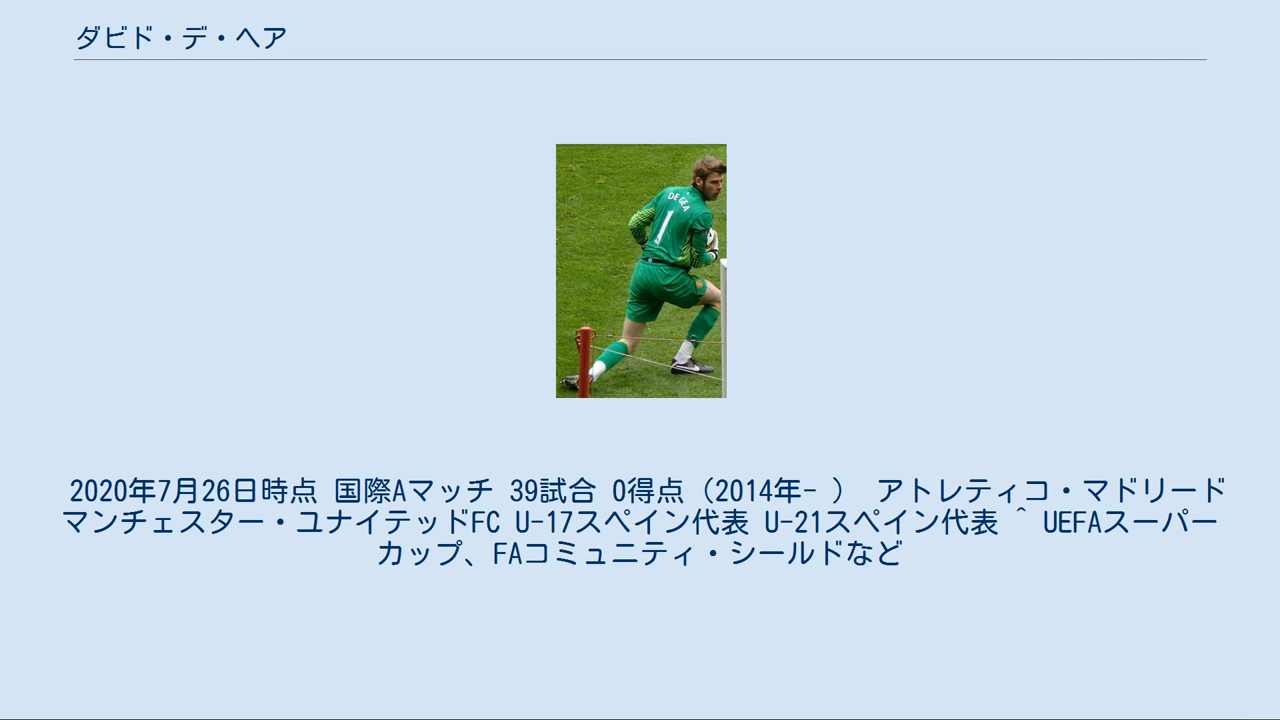 ダビド・デ・ヘア
DE GEA
1
2020年7月26日時点 国際Aマッチ 39試合 0得点（2014年- ） アトレティコ・マドリード
マンチェスター・ユナイテッドFC U-17スペイン代表 U-21スペイン代表 ^ UEFAスーパー
カップ、FAコミュニティ・シールドなど